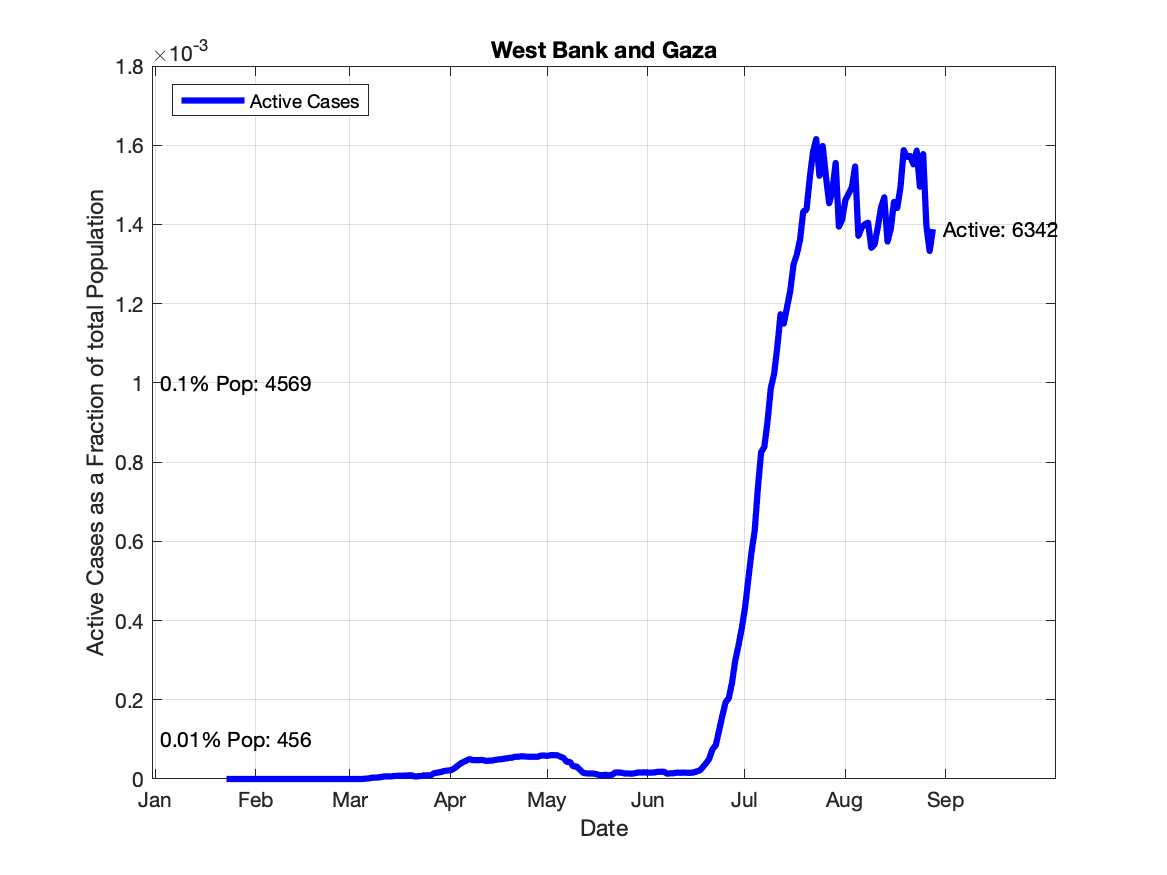 West Bank and Gaza
×10-3
Active Cases
1.8
1.6
1.4
1.2
1
0.8
0.6
0.4
0.2
0
Active Cases as a Fraction of total Population
Active: 6342
0.1% Pop: 4569
0.01% Pop: 456
Jan Feb Mar Apr May Jun Jul Aug Sep
Date